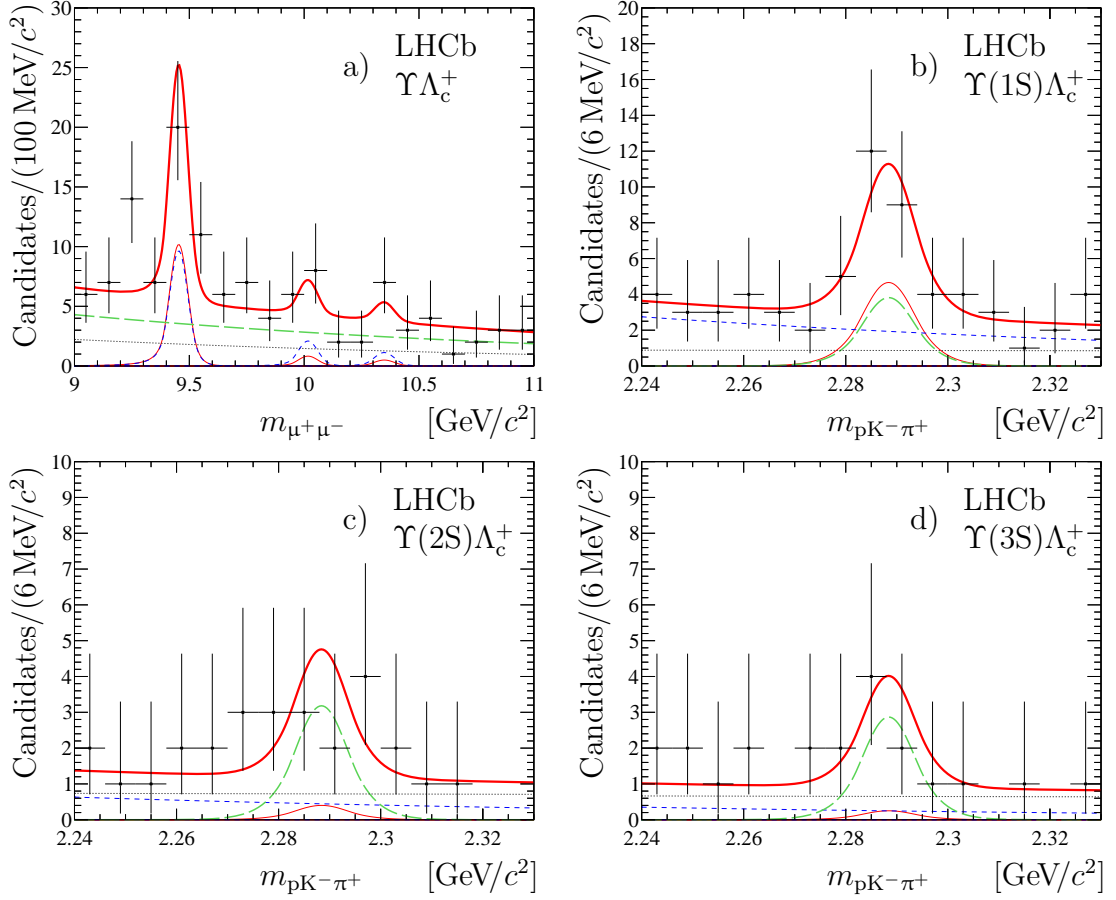 Candidates/(100 MeV/c²)
30
25
20
15
10
5
0
a)
LHCb
ΥΛc⁺
9
9.5
10
10.5
11
mμ⁺μ⁻
[GeV/c²]
Candidates/(6 MeV/c²)
20
18
16
14
12
10
8
6
4
2
0
b)
LHCb
Υ(1S)Λc⁺
2.24
2.26
2.28
2.3
2.32
mpK⁻π⁺
[GeV/c²]
Candidates/(6 MeV/c²)
10
9
8
7
6
5
4
3
2
1
0
c)
LHCb
Υ(2S)Λc⁺
2.24
2.26
2.28
2.3
2.32
mpK⁻π⁺
[GeV/c²]
Candidates/(6 MeV/c²)
10
9
8
7
6
5
4
3
2
1
0
d)
LHCb
Υ(3S)Λc⁺
2.24
2.26
2.28
2.3
2.32
mpK⁻π⁺
[GeV/c²]